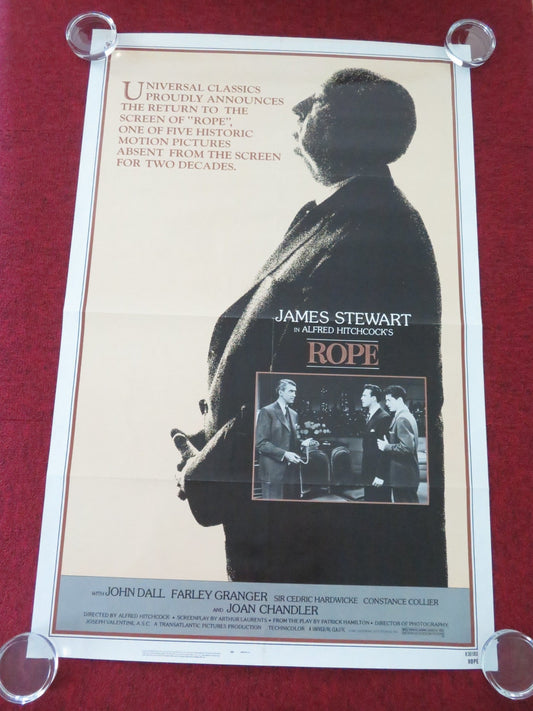 UNIVERSAL CLASSICS
PROUDLY ANNOUNCES
THE RETURN TO THE
SCREEN OF "ROPE",
ONE OF FIVE HISTORIC
MOTION PICTURES
ABSENT FROM THE SCREEN
FOR TWO DECADES.
JAMES STEWART
IN ALFRED HITCHCOCK'S
ROPE
WITH JOHN DALL FARLEY GRANGER SIR CEDRIC HARDWICKE CONSTANCE COLLIER
AND JOAN CHANDLER
DIRECTED BY ALFRED HITCHCOCK • SCREENPLAY BY ARTHUR LAURENTS • FROM THE PLAY BY PATRICK HAMILTON • DIRECTOR OF PHOTOGRAPHY
JOSEPH VALENTINE, A.S.C. A TRANSATLANTIC PICTURES PRODUCTION TECHNICOLOR A UNIVERSAL CLASSIC
ROPE